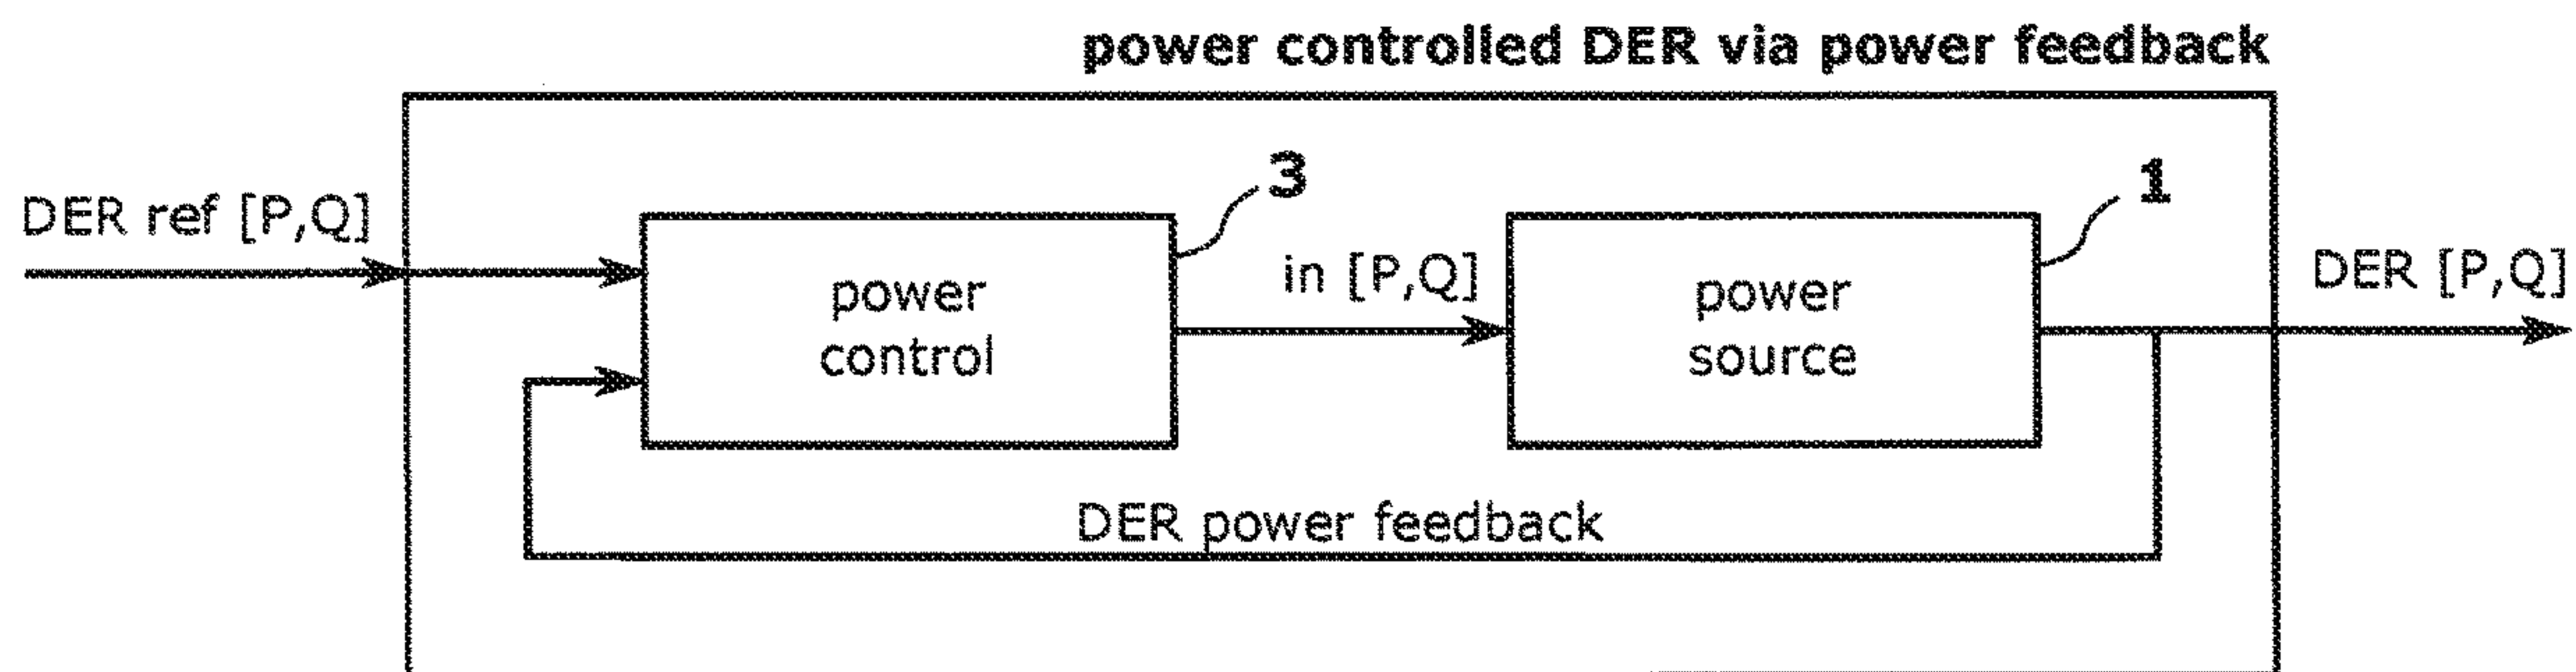 power controlled DER via power feedback
3
1
DER ref [P,Q]
in [P,Q]
DER [P,Q]
power
control
power
source
DER power feedback